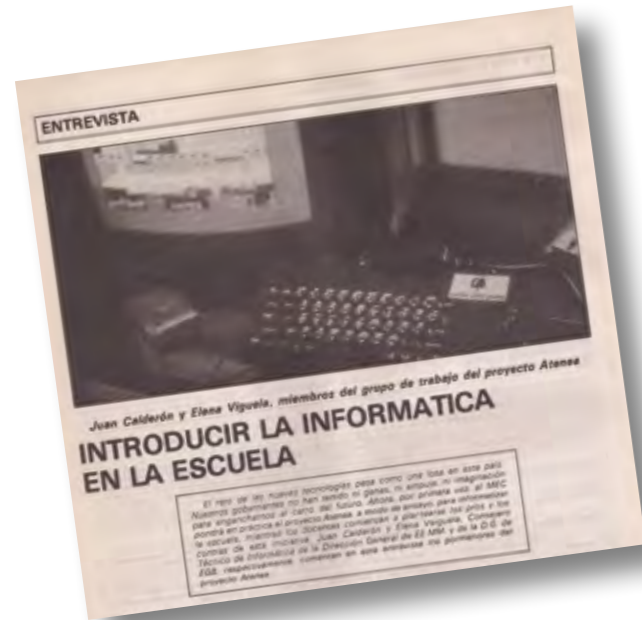 ENTREVISTA
Juan Calderón y Elena Viguela, miembros del grupo de trabajo del proyecto Atenea
INTRODUCIR LA INFORMATICA
EN LA ESCUELA
El reto de las nuevas tecnologías pesa como una losa en este país.
Nuestros gobernantes no han tenido ni ganas, ni empuje, ni imaginación
para engancharnos al carro del futuro. Ahora, por primera vez, el MEC
pondrá en práctica el proyecto Atenea, a modo de ensayo, para informatizar
la escuela, mientras los docentes comienzan a plantearse los pros y los
contras de esta iniciativa. Juan Calderón y Elena Veiguela, Consejero
Técnico de Informática de la Dirección General de EE.MM. y de la D.G. de
EGB, respectivamente, comentan en esta entrevista los pormenores del
proyecto Atenea.